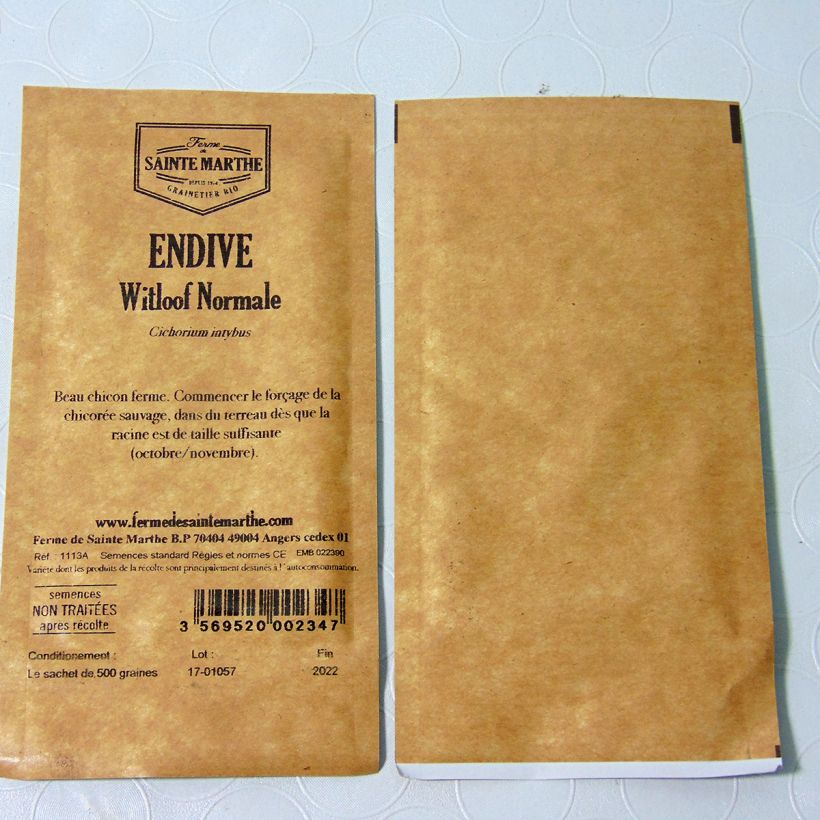 Ferme
de
SAINTE MARTHE
DEPUIS 1974
GRAINETIER BIO
ENDIVE
Witloof Normale
Cichorium intybus
Beau chicon ferme. Commencer le forçage de la
chicorée sauvage, dans du terreau dès que la
racine est de taille suffisante
(octobre/novembre).
www.fermedesaintemarthe.com
Ferme de Sainte Marthe B.P 70404 49004 Angers cedex 01
Réf : 1113A Semences standard Règles et normes CE EMB 022390
Variété dont les produits de la récolte sont principalement destinés à l'autoconsommation.
semences
NON TRAITÉES
après récolte
3 569520 002347
Conditionement : Lot : Fin
Le sachet de 500 graines 17-01057 2022